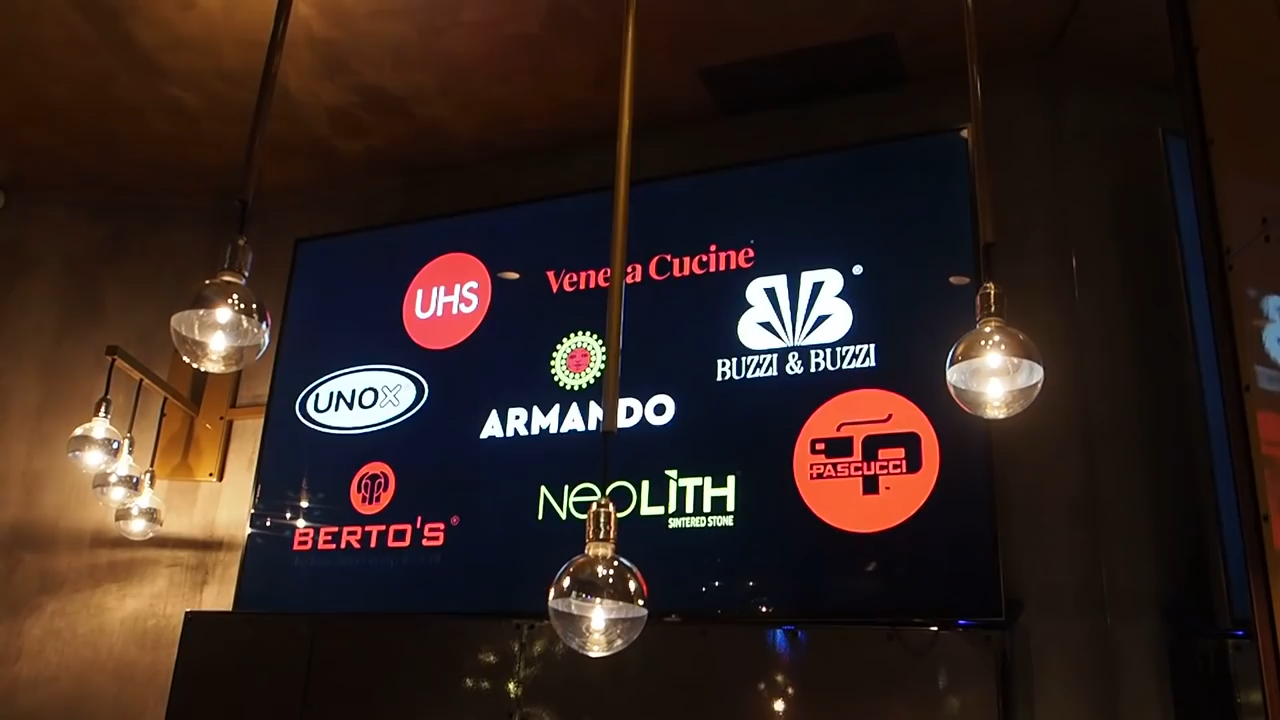 UHS
Veneta Cucine
BUZZI & BUZZI
UNOX
ARMANDO
PASCUCCI
NEOLITH
SINTERED STONE
BERTO'S